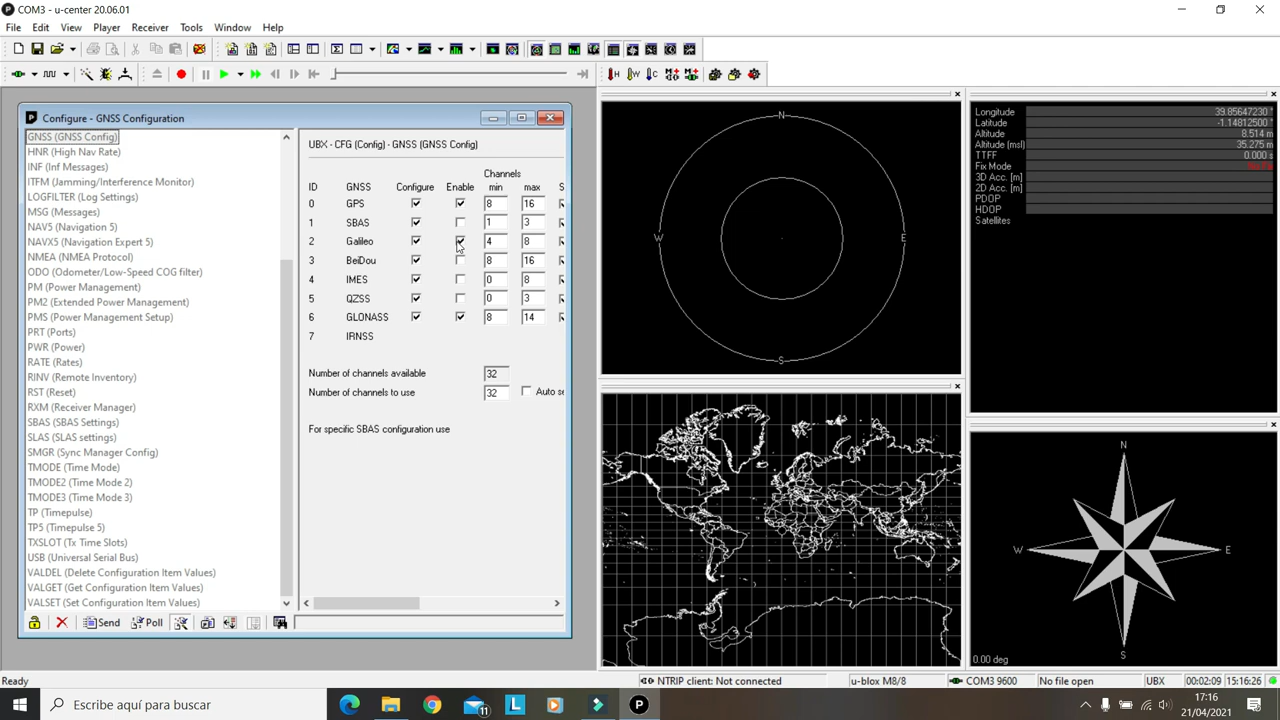 COM3 - u-center 20.06.01
File Edit View Player Receiver Tools Window Help
Configure - GNSS Configuration
GNSS (GNSS Config)
HNR (High Nav Rate)
INF (Inf Messages)
ITFM (Jamming/Interference Monitor)
LOGFILTER (Log Settings)
MSG (Messages)
NAV5 (Navigation 5)
NAVX5 (Navigation Expert 5)
NMEA (NMEA Protocol)
ODO (Odometer/Low-Speed COG filter)
PM (Power Management)
PM2 (Extended Power Management)
PMS (Power Management Setup)
PRT (Ports)
PWR (Power)
RATE (Rates)
RINV (Remote Inventory)
RST (Reset)
RXM (Receiver Manager)
SBAS (SBAS Settings)
SLAS (SLAS settings)
SMGR (Sync Manager Config)
TMODE (Time Mode)
TMODE2 (Time Mode 2)
TMODE3 (Time Mode 3)
TP (Timepulse)
TP5 (Timepulse 5)
TXSLOT (Tx Time Slots)
USB (Universal Serial Bus)
VALDEL (Delete Configuration Item Values)
VALGET (Get Configuration Item Values)
VALSET (Set Configuration Item Values)
UBX - CFG (Config) - GNSS (GNSS Config)
Channels
ID GNSS Configure Enable min max S
0 GPS 8 16
1 SBAS 1 3
2 Galileo 4 8
3 BeiDou 8 16
4 IMES 0 8
5 QZSS 0 3
6 GLONASS 8 14
7 IRNSS
Number of channels available 32
Number of channels to use 32 Auto se
For specific SBAS configuration use
Send Poll
N
W E
S
Longitude 39.85647230 °
Latitude -1.14812500 °
Altitude 8.514 m
Altitude (msl) 35.275 m
TTFF 0.000 s
Fix Mode
3D Acc. [m]
2D Acc. [m]
PDOP
HDOP
Satellites
N
W E
S
0.00 deg
Ready NTRIP client: Not connected u-blox M8/8 COM3 9600 No file open UBX 00:02:09 15:16:26
Escribe aquí para buscar
11
17:16
21/04/2021